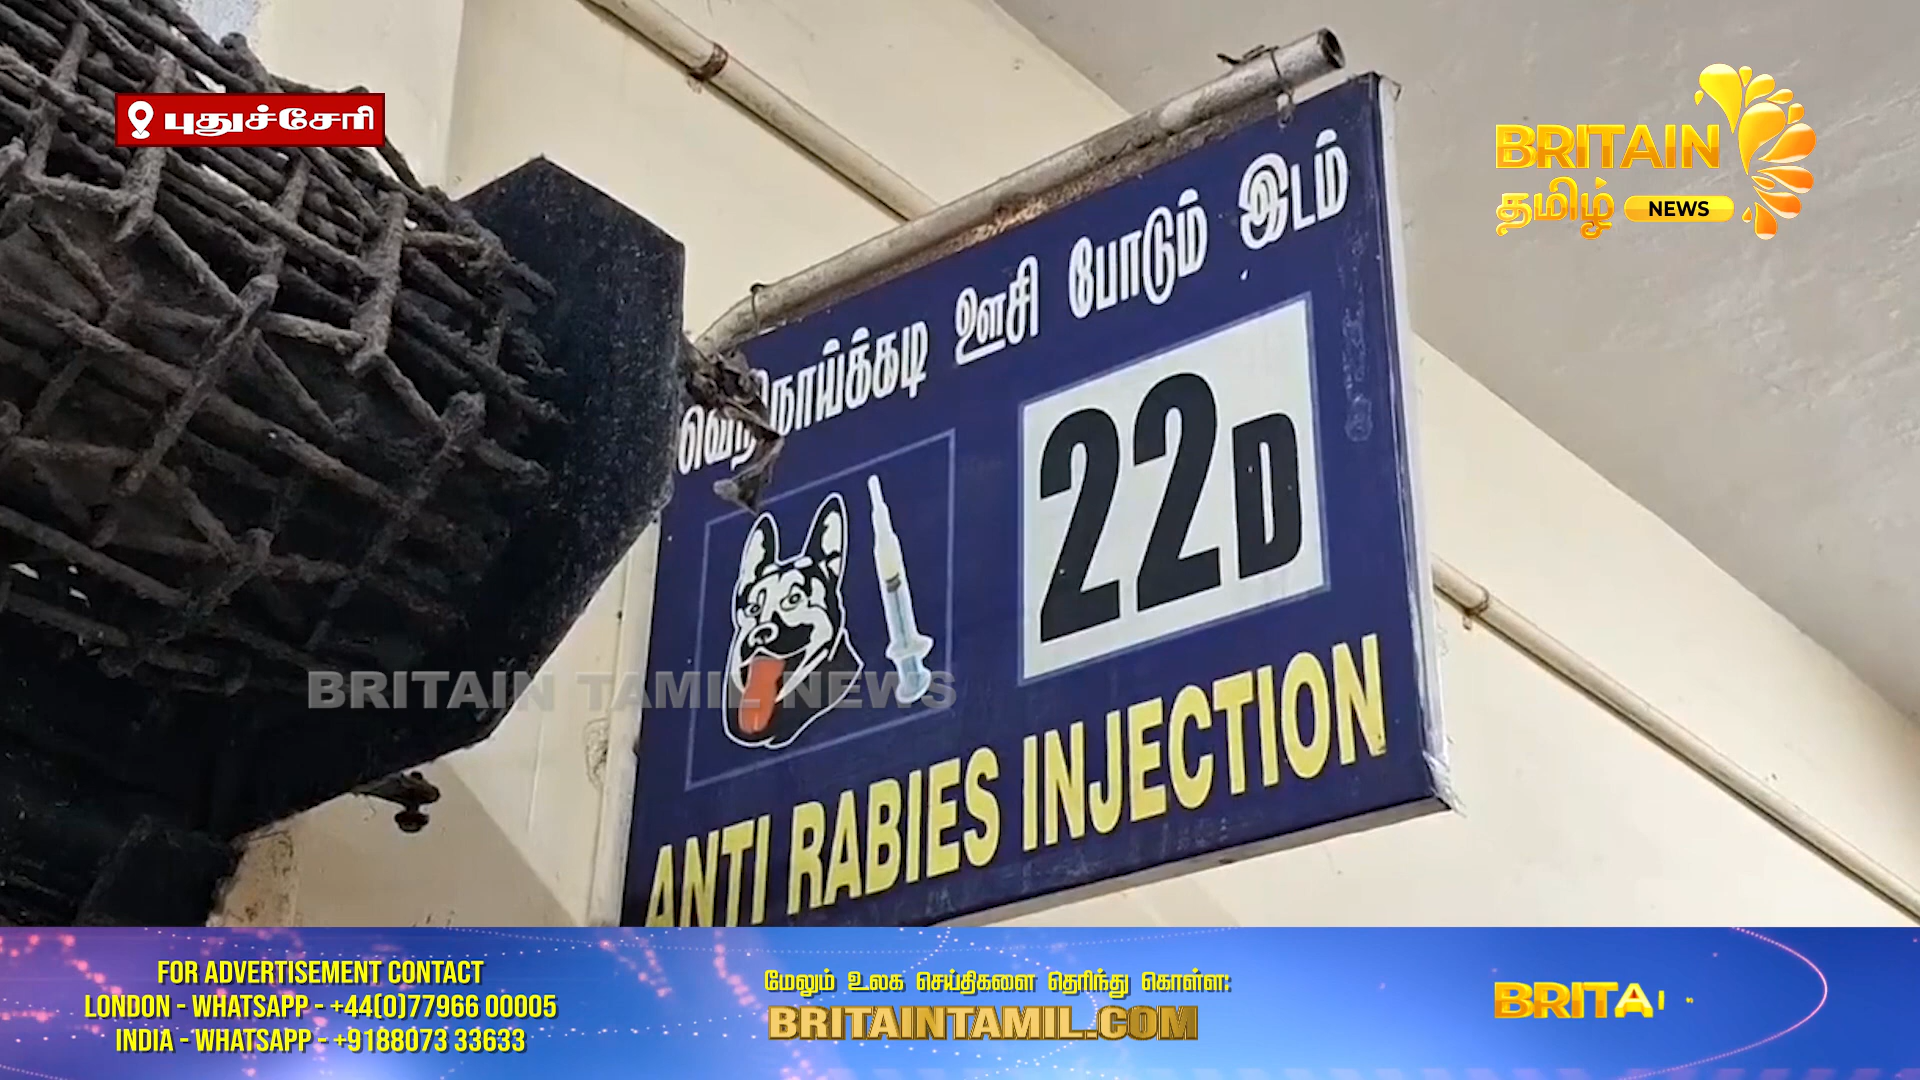 புதுச்சேரி
BRITAIN
தமிழ் NEWS
வெறிநாய்க்கடி ஊசி போடும் இடம்
22D
ANTI RABIES INJECTION
BRITAIN TAMIL NEWS
FOR ADVERTISEMENT CONTACT
LONDON - WHATSAPP - +44(0)77966 00005
INDIA - WHATSAPP - +9188073 33633
மேலும் உலக செய்திகளை தெரிந்து கொள்ள:
BRITAINTAMIL.COM
BRITA